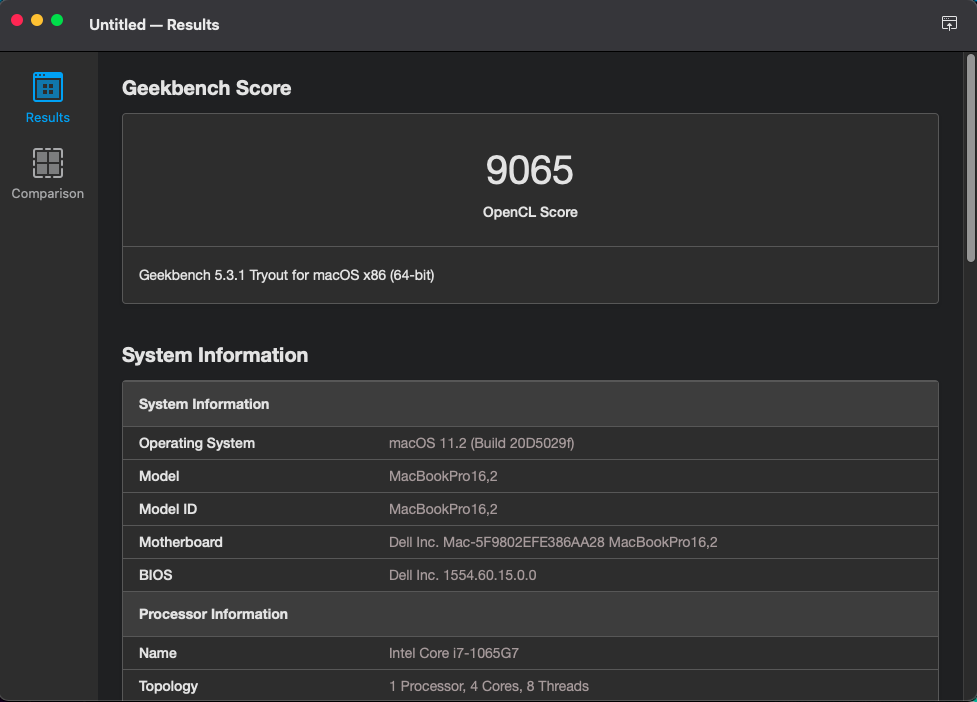 Untitled — Results
Results
Comparison
Geekbench Score
9065
OpenCL Score
Geekbench 5.3.1 Tryout for macOS x86 (64-bit)
System Information
System Information
Operating System macOS 11.2 (Build 20D5029f)
Model MacBookPro16,2
Model ID MacBookPro16,2
Motherboard Dell Inc. Mac-5F9802EFE386AA28 MacBookPro16,2
BIOS Dell Inc. 1554.60.15.0.0
Processor Information
Name Intel Core i7-1065G7
Topology 1 Processor, 4 Cores, 8 Threads